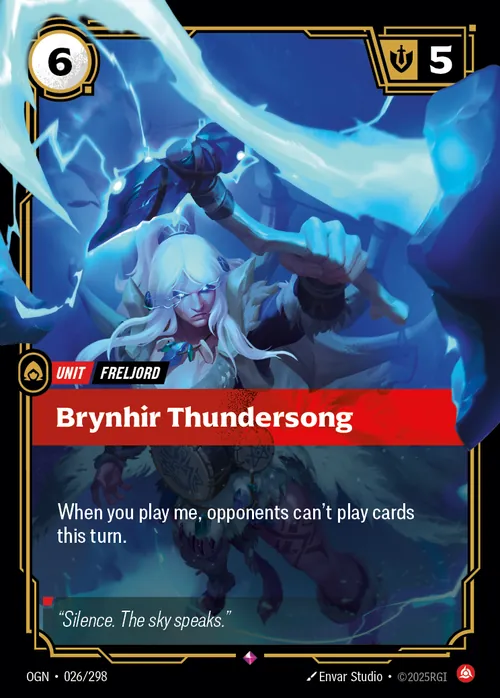 6
5
UNIT
FRELJORD
Brynhir Thundersong
When you play me, opponents can’t play cards
this turn.
“Silence. The sky speaks.”
OGN • 026/298
Envar Studio • ©2025RGI